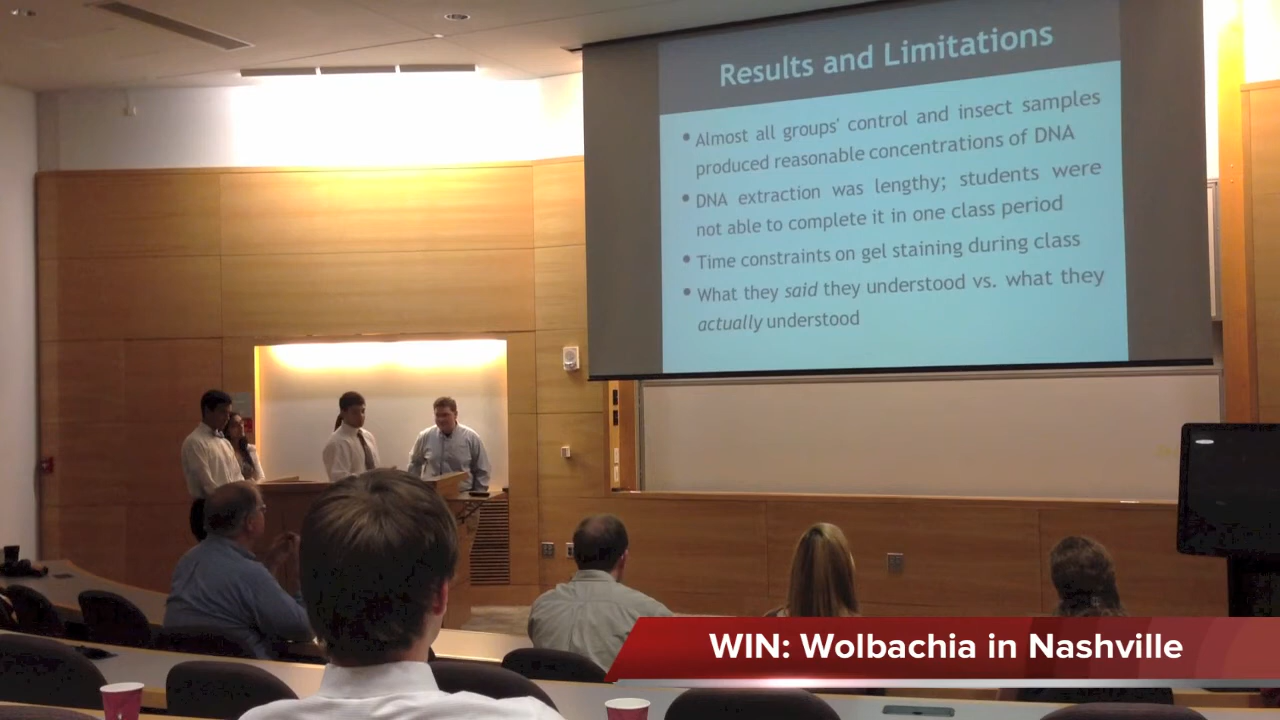 Results and Limitations
• Almost all groups' control and insect samples
produced reasonable concentrations of DNA
• DNA extraction was lengthy; students were
not able to complete it in one class period
• Time constraints on gel staining during class
• What they said they understood vs. what they
actually understood
WIN: Wolbachia in Nashville